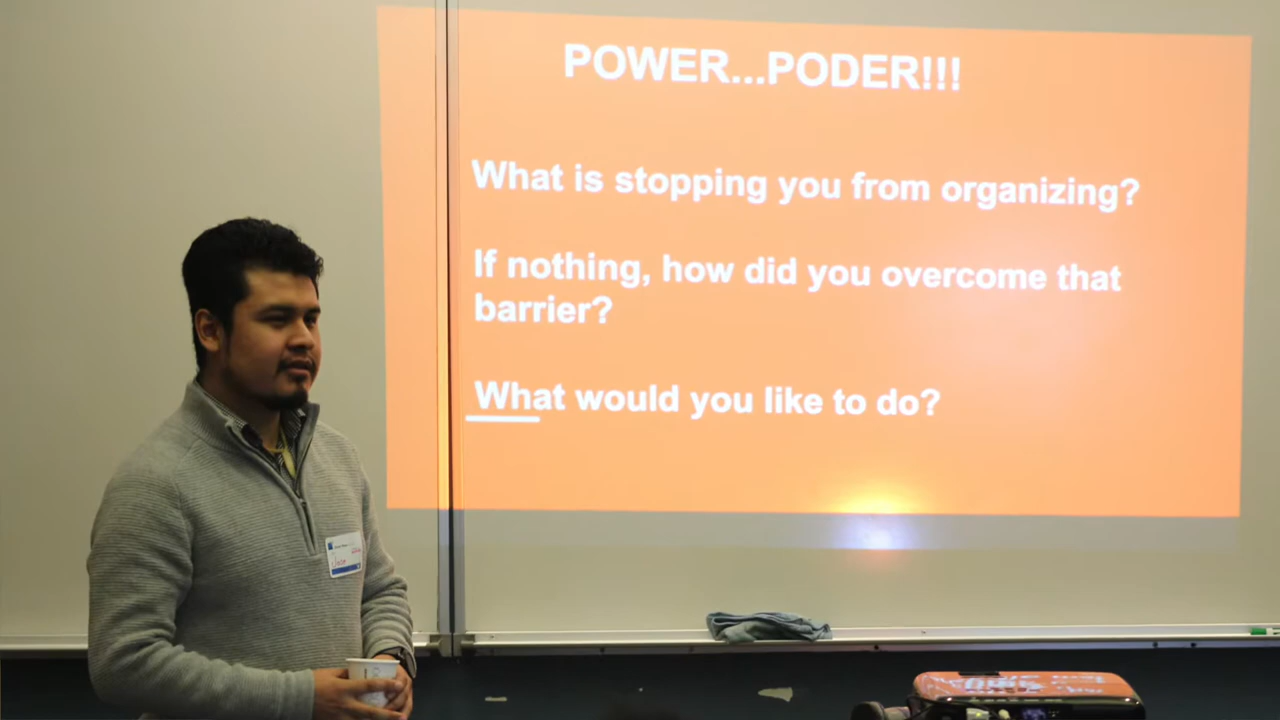 POWER...PODER!!!
What is stopping you from organizing?
If nothing, how did you overcome that
barrier?
What would you like to do?